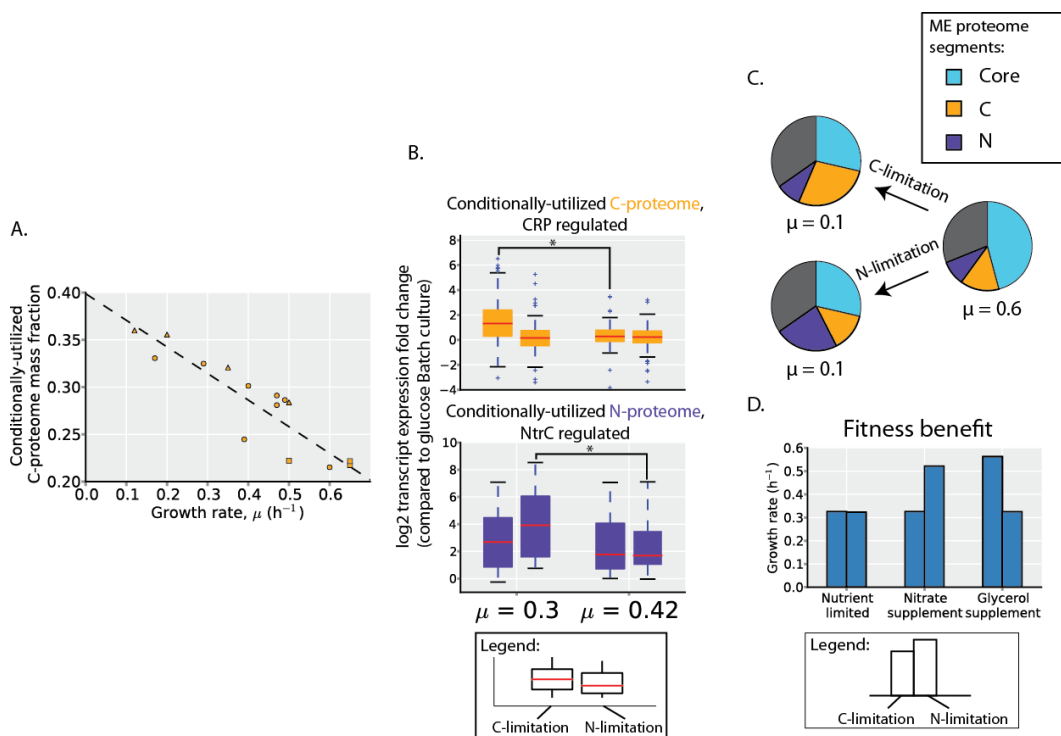 A.
Conditionally-utilized
C-proteome mass fraction
0.40
0.35
0.30
0.25
0.20
0.0
0.1
0.2
0.3
0.4
0.5
0.6
Growth rate, μ (h⁻¹)
B.
log2 transcript expression fold change
(compared to glucose Batch culture)
Conditionally-utilized C-proteome,
CRP regulated
8
6
4
2
0
−2
−4
*
Conditionally-utilized N-proteome,
NtrC regulated
10
8
6
4
2
0
*
μ = 0.3
μ = 0.42
Legend:
C-limitation
N-limitation
C.
ME proteome
segments:
Core
C
N
C-limitation
μ = 0.1
N-limitation
μ = 0.6
μ = 0.1
D.
Fitness benefit
Growth rate (h⁻¹)
0.6
0.5
0.4
0.3
0.2
0.1
0.0
Nutrient
limited
Nitrate
supplement
Glycerol
supplement
Legend:
C-limitation
N-limitation